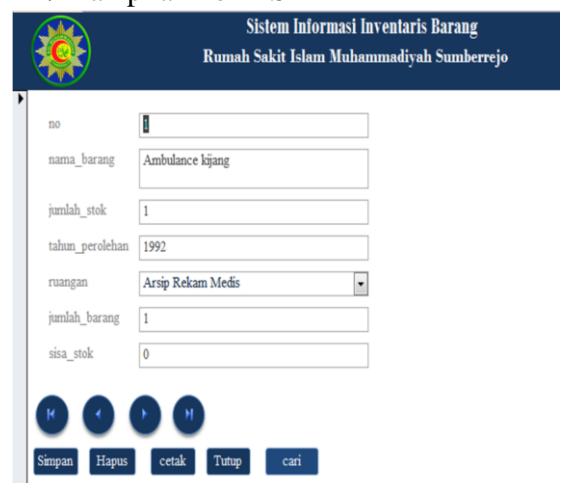 Sistem Informasi Inventaris Barang
Rumah Sakit Islam Muhammadiyah Sumberrejo
no 1
nama_barang Ambulance kijang
jumlah_stok 1
tahun_perolehan 1992
ruangan Arsip Rekam Medis
jumlah_barang 1
sisa_stok 0
Simpan Hapus cetak Tutup cari